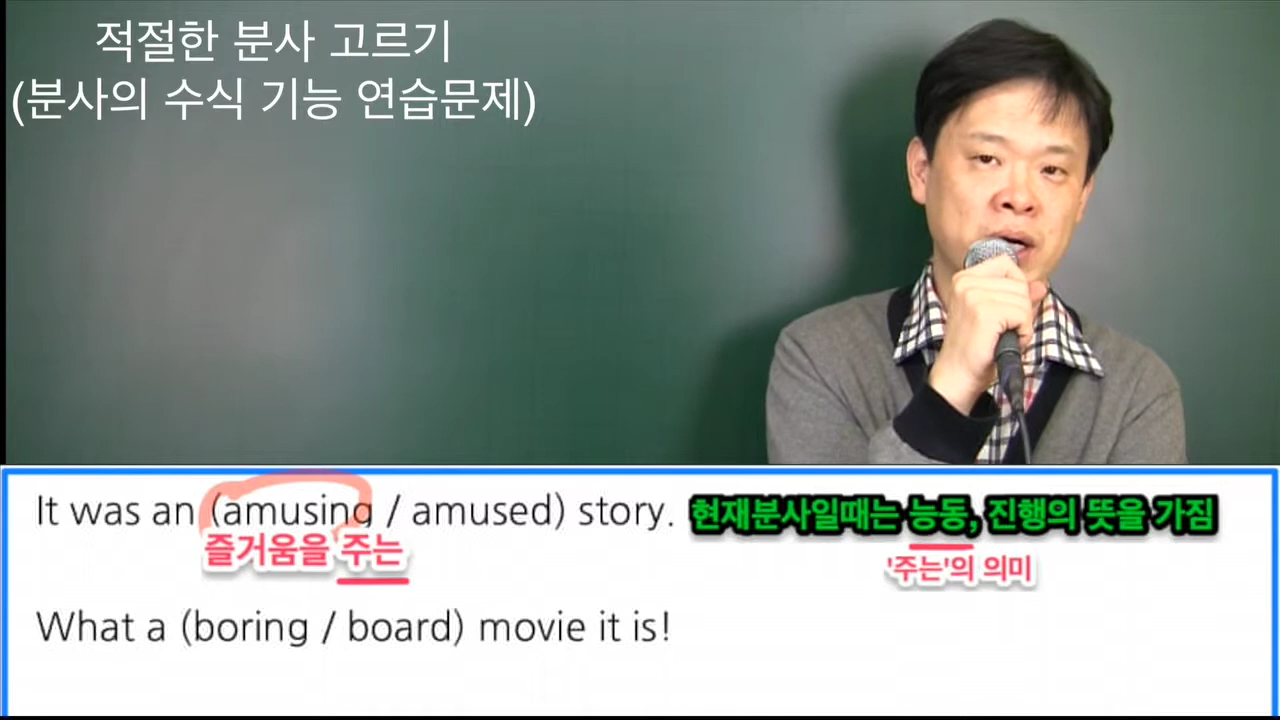 적절한 분사 고르기
(분사의 수식 기능 연습문제)
It was an (amusing / amused) story. 현재분사일때는 능동, 진행의 뜻을 가짐
즐거움을 주는
'주는'의 의미
What a (boring / board) movie it is!